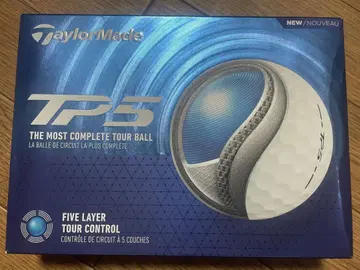 TaylorMade
NEW/NOUVEAU
TP5
THE MOST COMPLETE TOUR BALL
LA BALLE DE CIRCUIT LA PLUS COMPLÈTE
FIVE LAYER
TOUR CONTROL
CONTRÔLE DE CIRCUIT À 5 COUCHES